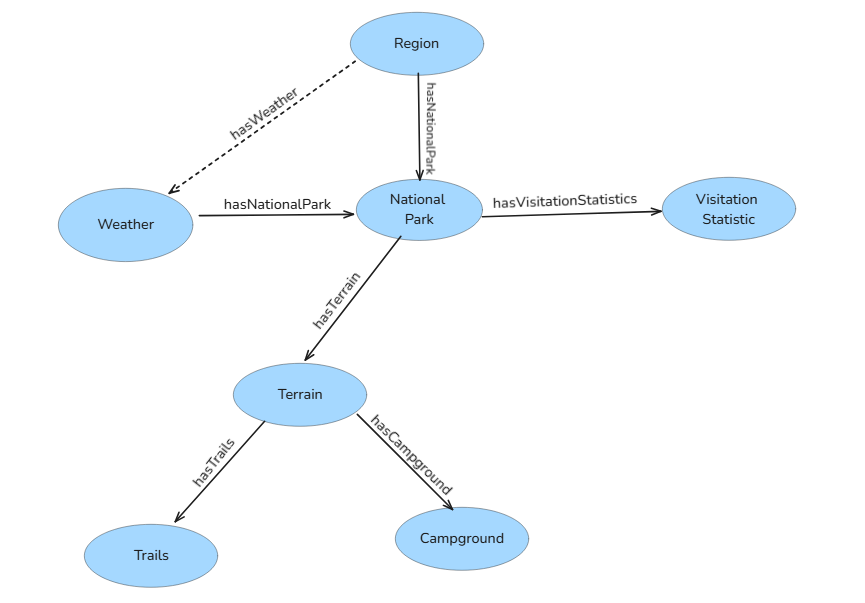 Region
hasWeather
hasNationalPark
Weather
hasNationalPark
National
Park
hasVisitationStatistics
Visitation
Statistic
hasTerrain
Terrain
hasTrails
hasCampground
Trails
Campground